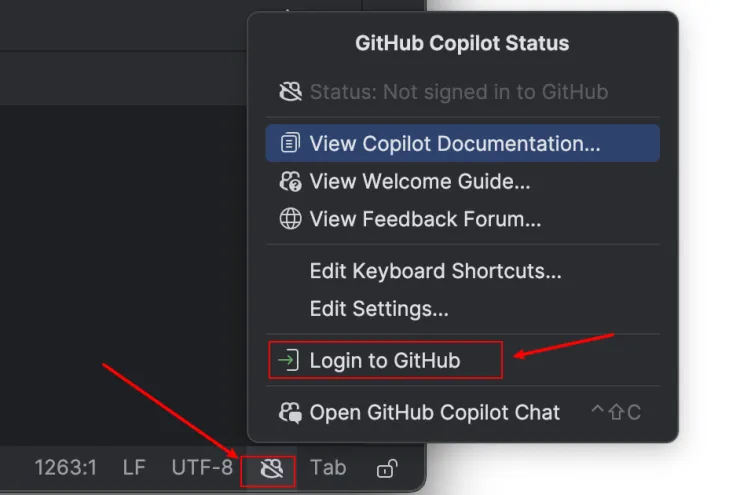 GitHub Copilot Status
Status: Not signed in to GitHub
View Copilot Documentation...
View Welcome Guide...
View Feedback Forum...
Edit Keyboard Shortcuts...
Edit Settings...
Login to GitHub
Open GitHub Copilot Chat ^⇧C
1263:1 LF UTF-8 Tab